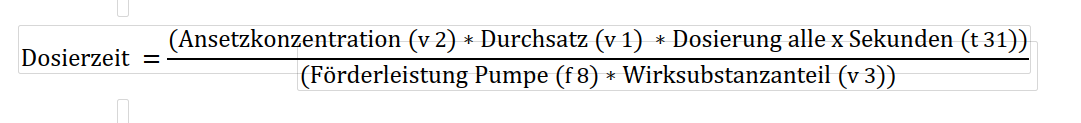 Dosierzeit = (Ansetzkonzentration (v 2) ∗ Durchsatz (v 1) ∗ Dosierung alle x Sekunden (t 31))
(Förderleistung Pumpe (f 8) ∗ Wirksubstanzanteil (v 3))